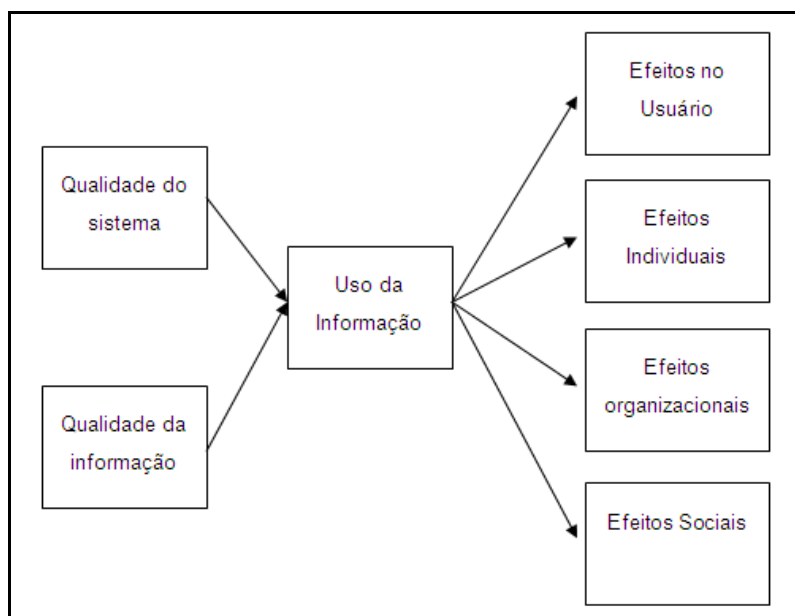 Qualidade do
sistema
Qualidade da
informação
Uso da
Informação
Efeitos no
Usuário
Efeitos
Individuais
Efeitos
organizacionais
Efeitos Sociais